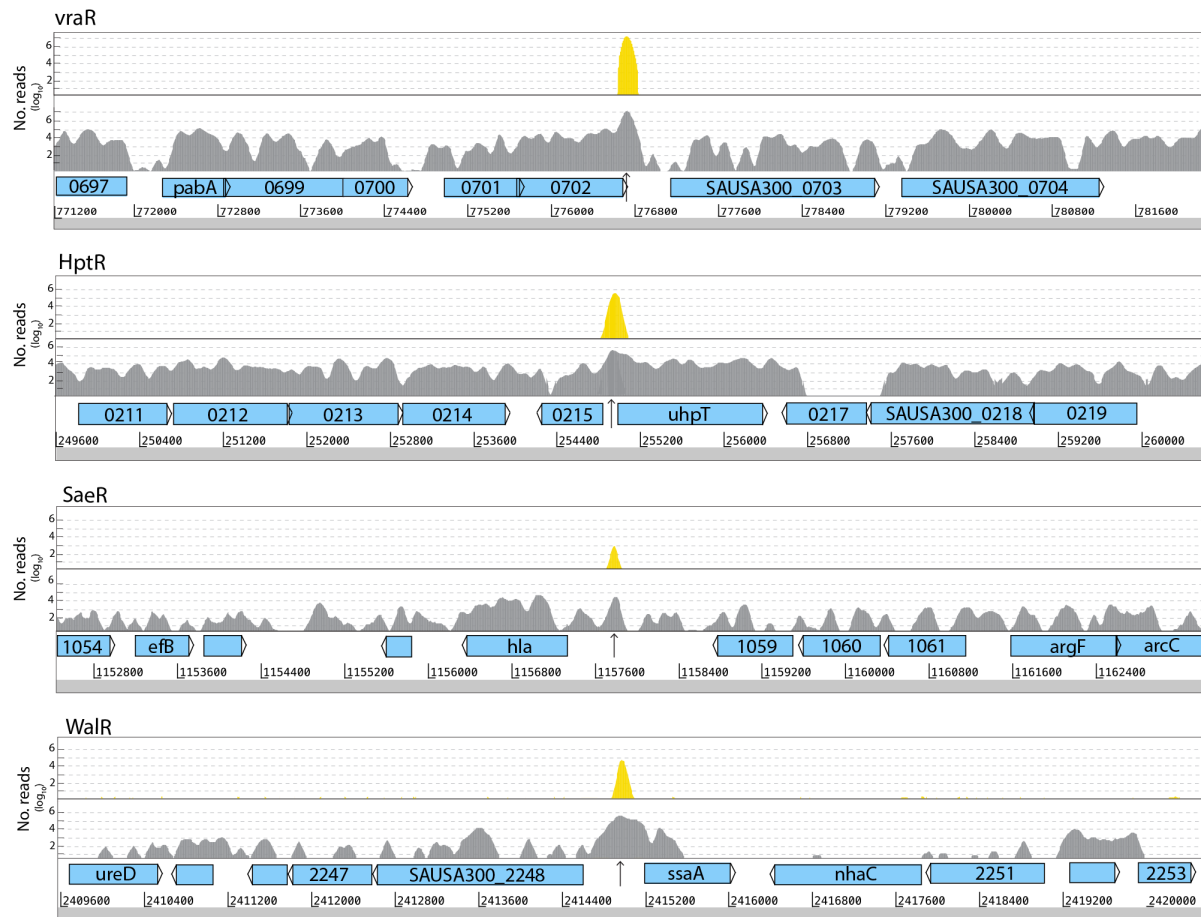 vraR
No. reads
(log10)
6
4
2
6
4
2
0697 pabA 0699 0700 0701 0702 SAUSA300_0703 SAUSA300_0704
771200 772000 772800 773600 774400 775200 776000 776800 777600 778400 779200 780000 780800 781600
HptR
No. reads
(log10)
6
4
2
6
4
2
0211 0212 0213 0214 0215 uhpT 0217 SAUSA300_0218 0219
249600 250400 251200 252000 252800 253600 254400 255200 256000 256800 257600 258400 259200 260000
SaeR
No. reads
(log10)
6
4
2
6
4
2
1054 efB hla 1059 1060 1061 argF arcC
1152800 1153600 1154400 1155200 1156000 1156800 1157600 1158400 1159200 1160000 1160800 1161600 1162400
WalR
No. reads
(log10)
6
4
2
6
4
2
ureD 2247 SAUSA300_2248 ssaA nhaC 2251 2253
2409600 2410400 2411200 2412000 2412800 2413600 2414400 2415200 2416000 2416800 2417600 2418400 2419200 2420000